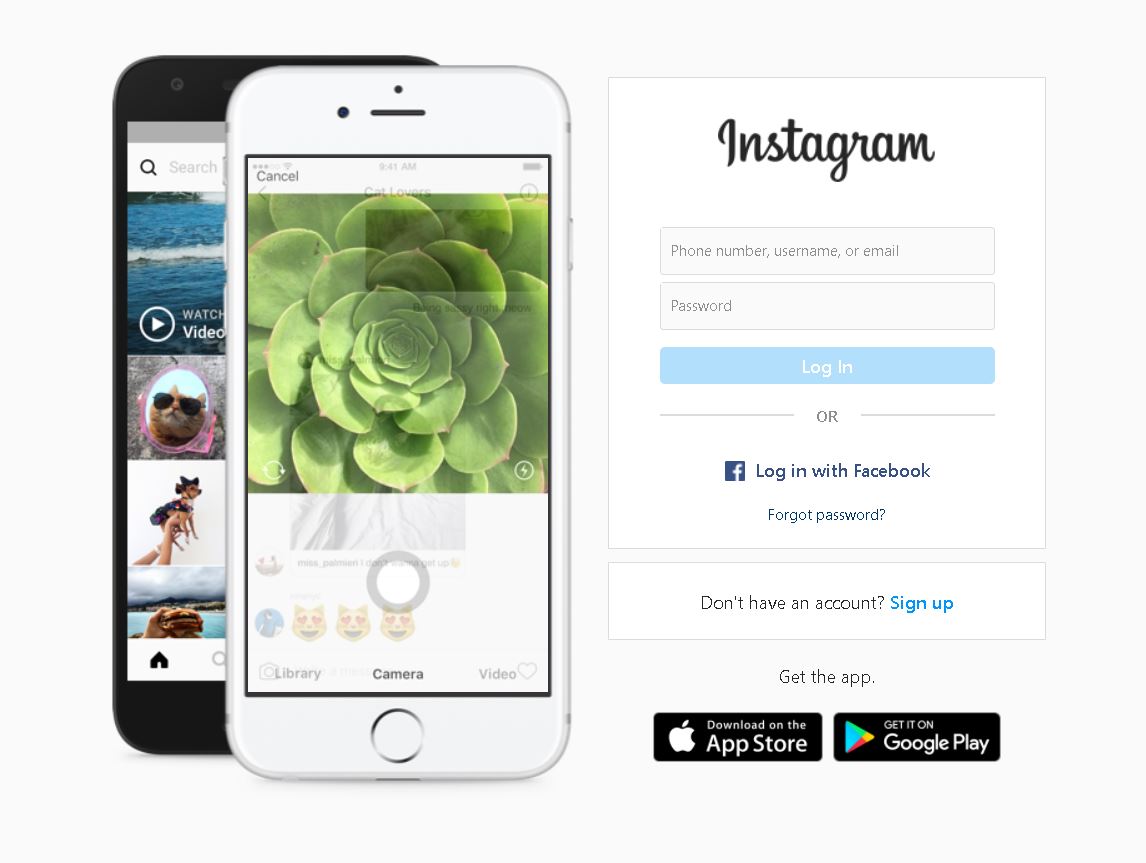 Search
WATCH
Video
9:41 AM
Cancel
Cat Lovers
Being sassy right meow
miss_palmieri
miss_palmieri I don't wanna get up
Library
Camera
Video
Instagram
Phone number, username, or email
Password
Log In
OR
Log in with Facebook
Forgot password?
Don't have an account? Sign up
Get the app.
Download on the
App Store
GET IT ON
Google Play